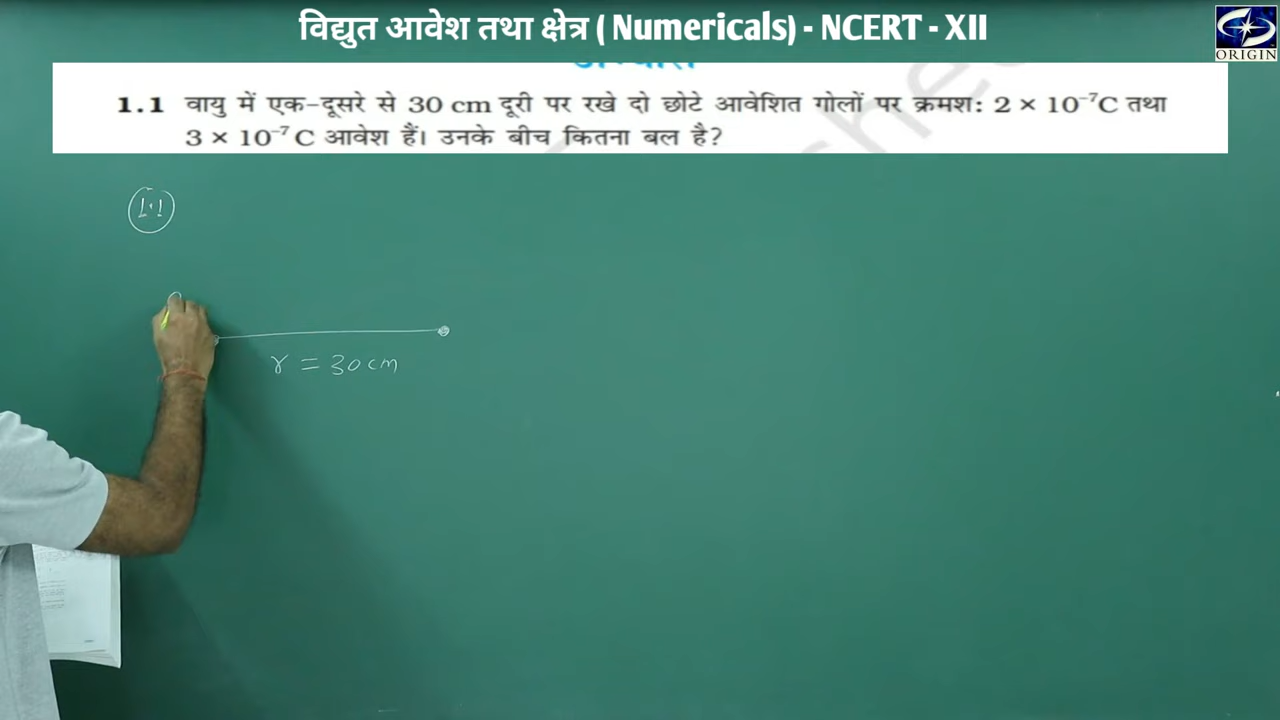 विद्युत आवेश तथा क्षेत्र ( Numericals) - NCERT - XII
ORIGIN
1.1 वायु में एक-दूसरे से 30 cm दूरी पर रखे दो छोटे आवेशित गोलों पर क्रमश: 2 × 10⁻⁷C तथा
3 × 10⁻⁷ C आवेश हैं। उनके बीच कितना बल है?
1.1
r = 30 cm